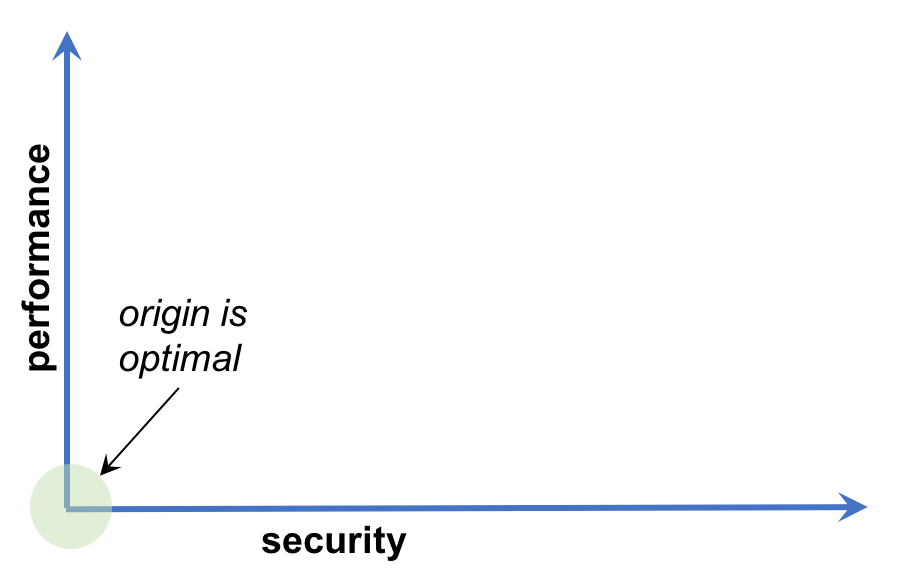 performance
origin is
optimal
security